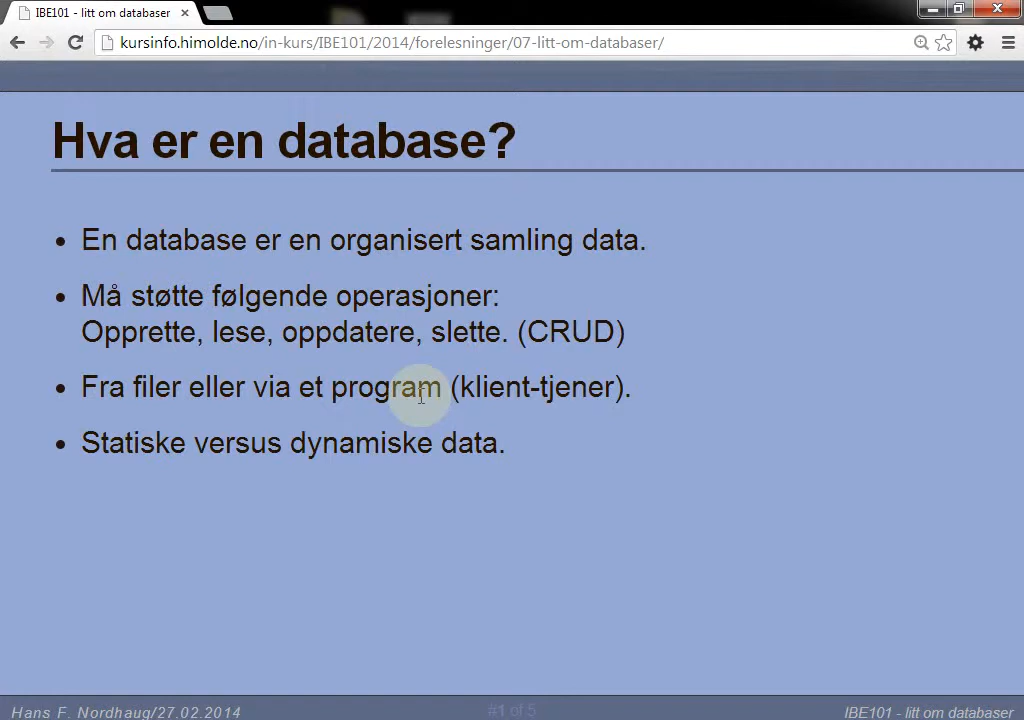 IBE101 - litt om databaser
kursinfo.himolde.no/in-kurs/IBE101/2014/forelesninger/07-litt-om-databaser/
Hva er en database?
• En database er en organisert samling data.
• Må støtte følgende operasjoner:
Opprette, lese, oppdatere, slette. (CRUD)
• Fra filer eller via et program (klient-tjener).
• Statiske versus dynamiske data.
Hans F. Nordhaug/27.02.2014
#1 of 5
IBE101 - litt om databaser